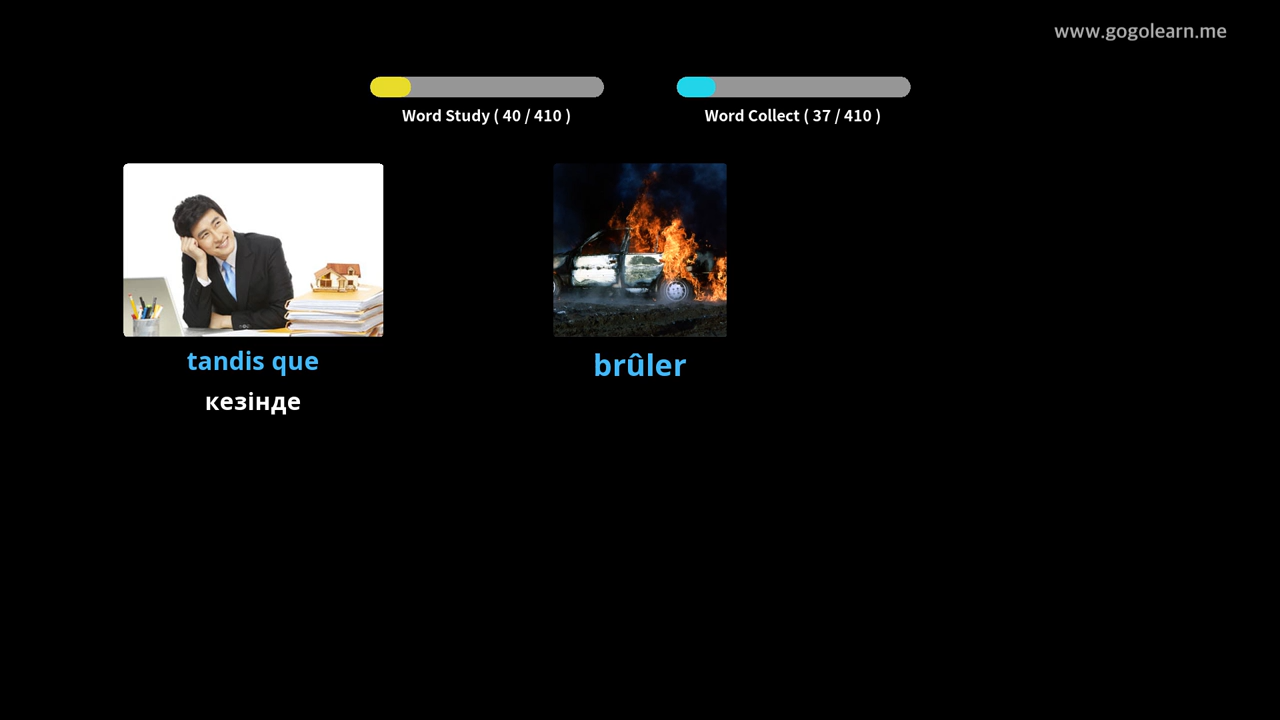 www.gogolearn.me
Word Study ( 40 / 410 )
Word Collect ( 37 / 410 )
tandis que
кезінде
brûler